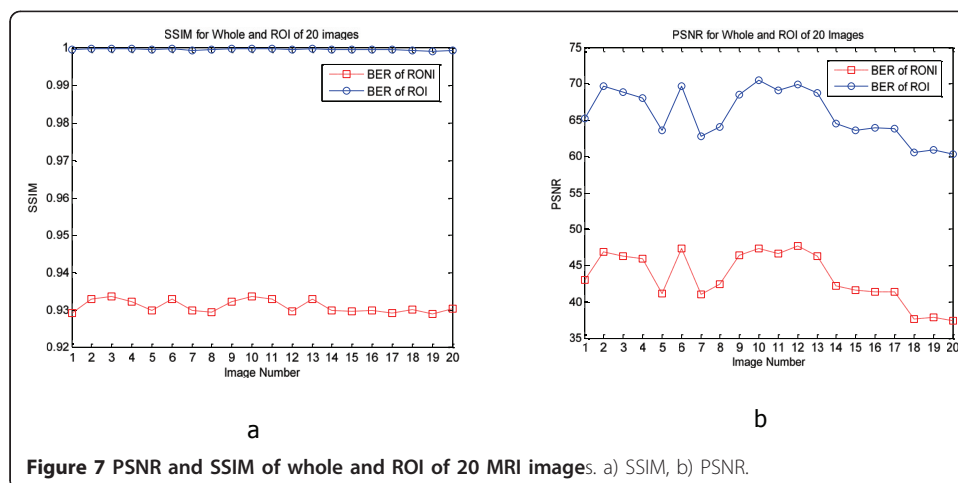 SSIM for Whole and ROI of 20 images
1
0.99
0.98
0.97
0.96
0.95
0.94
0.93
0.92
SSIM
BER of RONI
BER of ROI
1 2 3 4 5 6 7 8 9 10 11 12 13 14 15 16 17 18 19 20
Image Number
a
PSNR for Whole and ROI of 20 Images
75
70
65
60
55
50
45
40
35
PSNR
BER of RONI
BER of ROI
1 2 3 4 5 6 7 8 9 10 11 12 13 14 15 16 17 18 19 20
Image Number
b
Figure 7 PSNR and SSIM of whole and ROI of 20 MRI images. a) SSIM, b) PSNR.